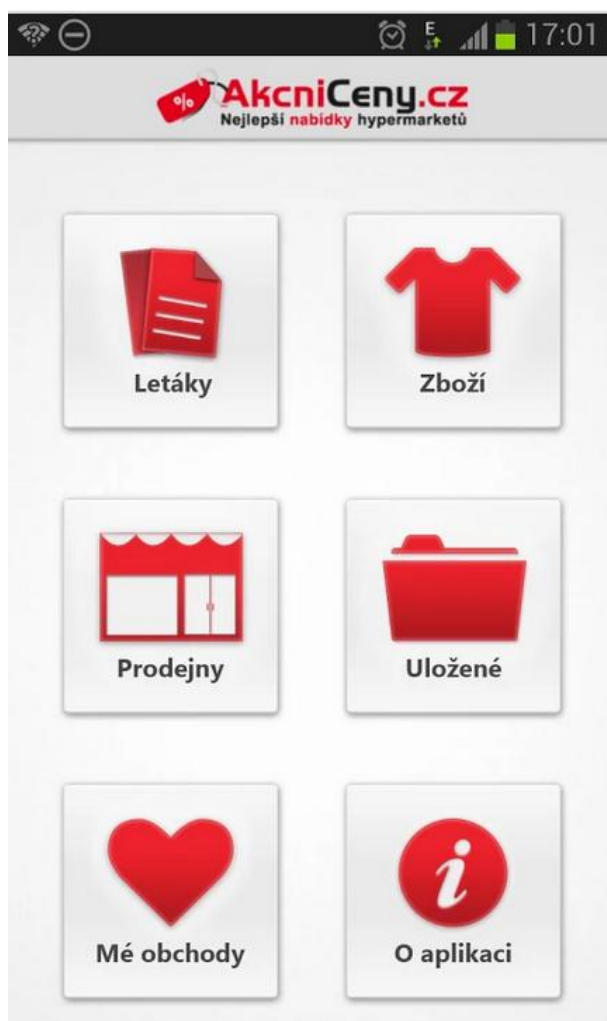 E 17:01
% AkcniCeny.cz
Nejlepší nabídky hypermarketů
Letáky
Zboží
Prodejny
Uložené
Mé obchody
O aplikaci